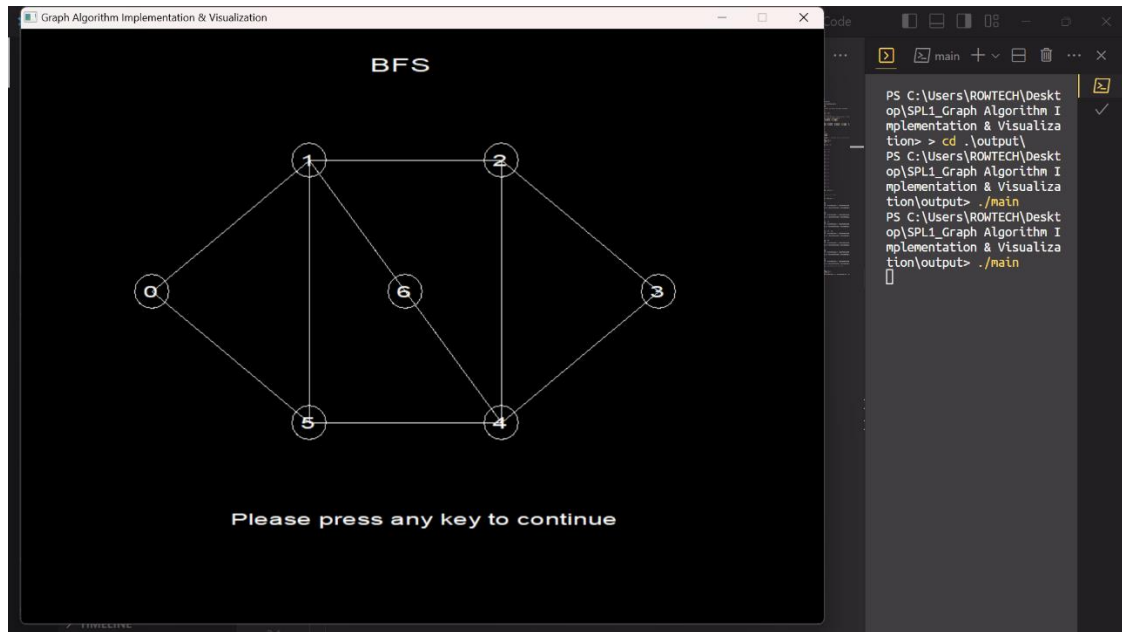 Graph Algorithm Implementation & Visualization
Code
BFS
1
2
0
6
3
5
4
Please press any key to continue
main
PS C:\Users\ROWTECH\Deskt
op\SPL1_Graph Algorithm I
mplementation & Visualiza
tion> > cd .\output\
PS C:\Users\ROWTECH\Deskt
op\SPL1_Graph Algorithm I
mplementation & Visualiza
tion\output> ./main
PS C:\Users\ROWTECH\Deskt
op\SPL1_Graph Algorithm I
mplementation & Visualiza
tion\output> ./main
TIMELINE